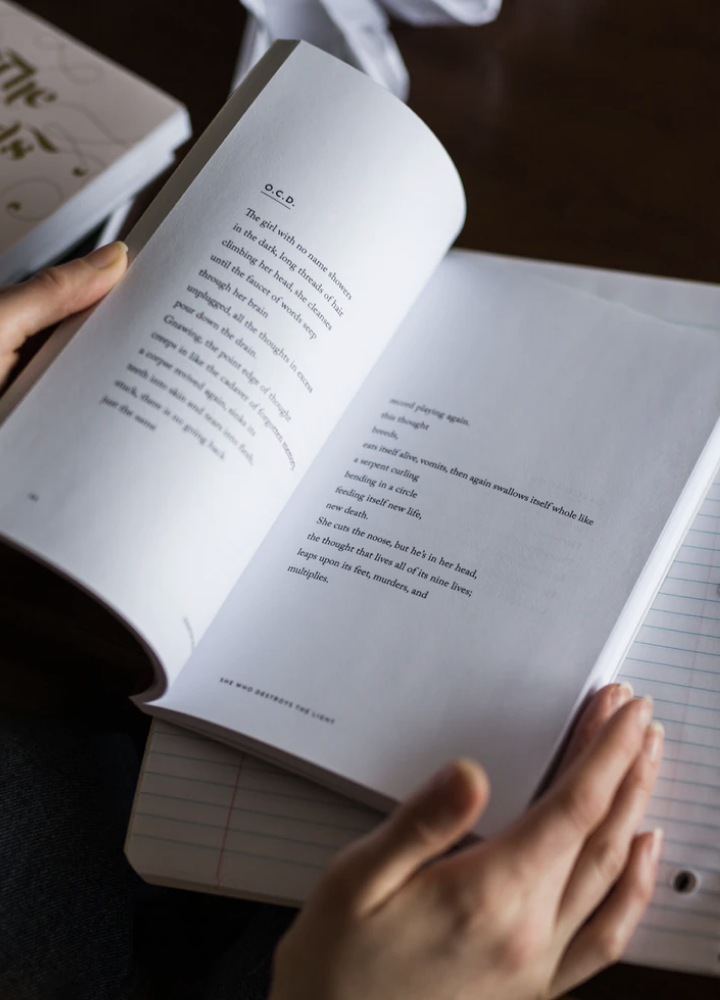 The
ds
O.C.D.
The girl with no name showers
in the dark, long threads of hair
climbing her head, she cleanses
until the faucet of words seep
through her brain
unplugged, all the thoughts in excess
pour down the drain.
Gnawing, the point edge of thought
creeps in like the cadaver of forgotten memory
a corpse revived again, sinks its
teeth into skin and tears into flesh,
stuck, there is no going back
just the same
record playing again.
this thought
breeds,
eats itself alive, vomits, then again swallows itself whole like
a serpent curling
bending in a circle
feeding itself new life,
new death.
She cuts the noose, but he's in her head,
the thought that lives all of its nine lives;
leaps upon its feet, murders, and
multiplies.
SHE WHO DESTROYS THE LIGHT